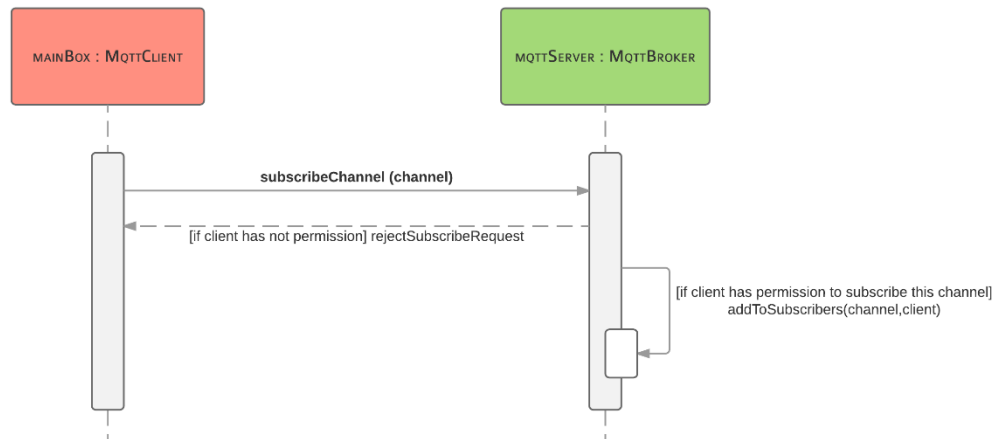 mainBox : MqttClient
mqttServer : MqttBroker
subscribeChannel (channel)
[if client has not permission] rejectSubscribeRequest
[if client has permission to subscribe this channel]
addToSubscribers(channel,client)